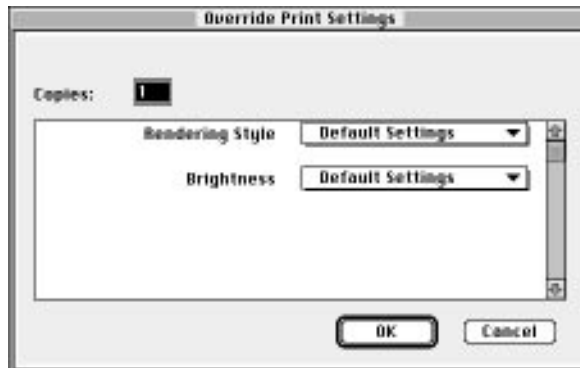 Override Print Settings
Copies: 1
Rendering Style Default Settings
Brightness Default Settings
OK Cancel